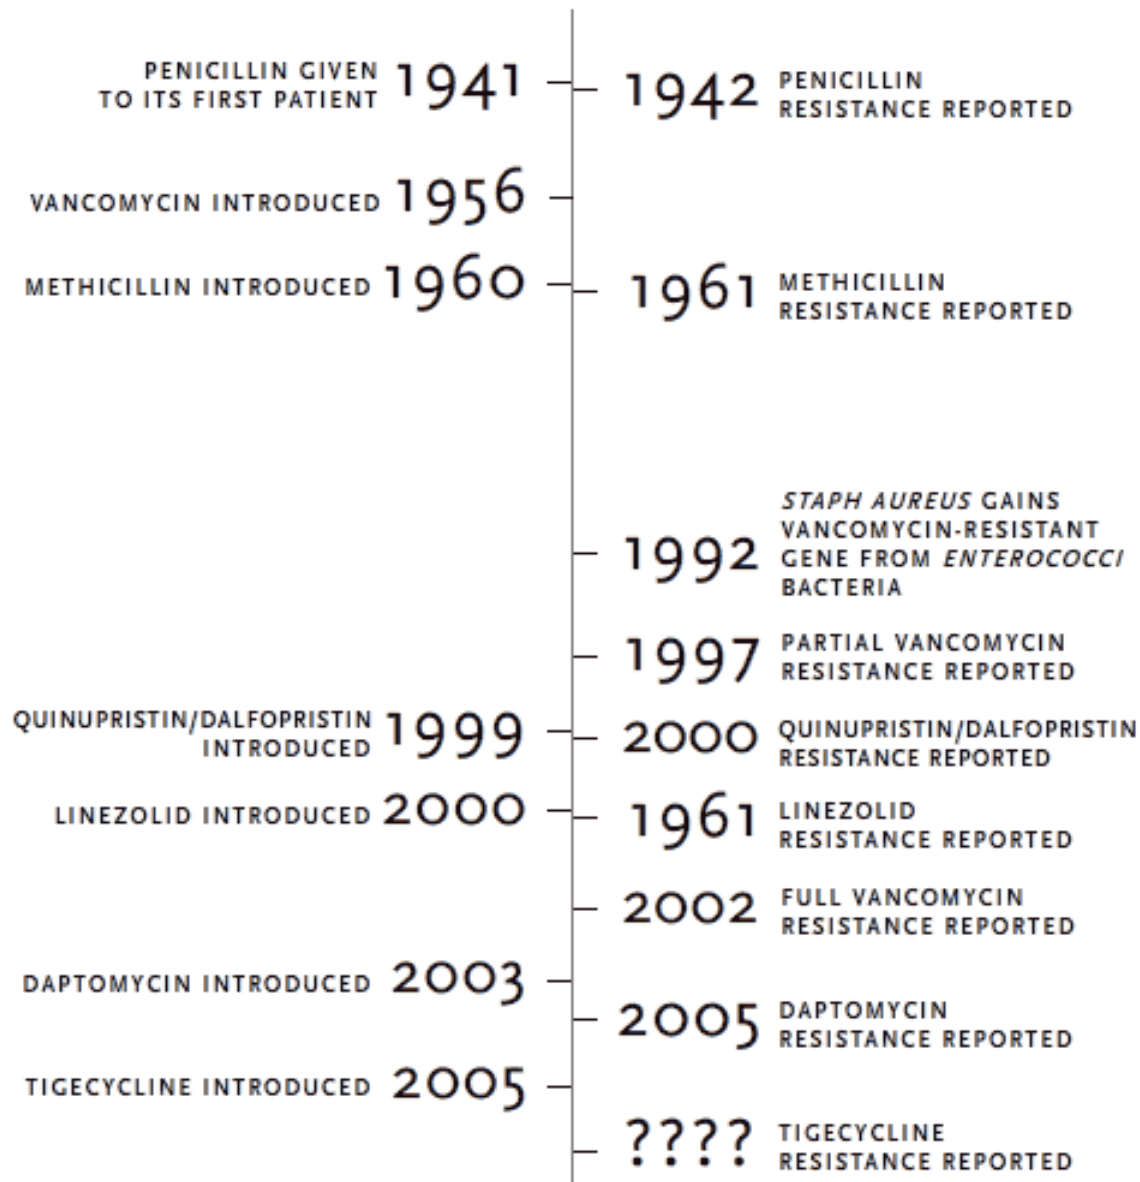 PENICILLIN GIVEN
TO ITS FIRST PATIENT
1941
1942
PENICILLIN
RESISTANCE REPORTED
VANCOMYCIN INTRODUCED 1956
METHICILLIN INTRODUCED 1960
1961
METHICILLIN
RESISTANCE REPORTED
1992
STAPH AUREUS GAINS
VANCOMYCIN-RESISTANT
GENE FROM ENTEROCOCCI
BACTERIA
1997
PARTIAL VANCOMYCIN
RESISTANCE REPORTED
QUINUPRISTIN/DALFOPRISTIN
INTRODUCED
1999
2000
QUINUPRISTIN/DALFOPRISTIN
RESISTANCE REPORTED
LINEZOLID INTRODUCED 2000
1961
LINEZOLID
RESISTANCE REPORTED
2002
FULL VANCOMYCIN
RESISTANCE REPORTED
DAPTOMYCIN INTRODUCED 2003
2005
DAPTOMYCIN
RESISTANCE REPORTED
TIGECYCLINE INTRODUCED 2005
????
TIGECYCLINE
RESISTANCE REPORTED